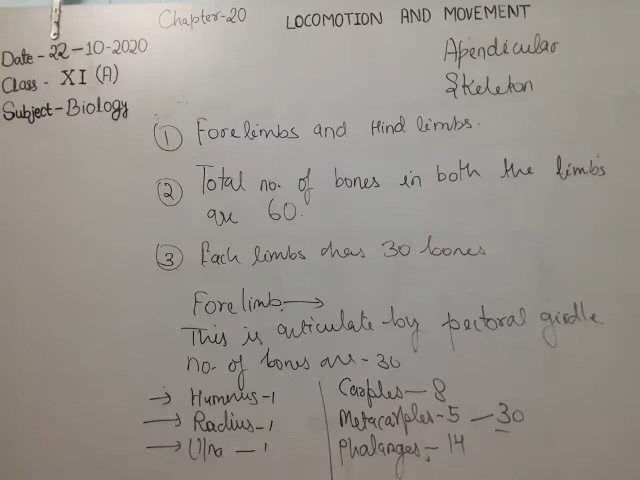 Chapter-20 LOCOMOTION AND MOVEMENT
Date - 22-10-2020
Class - XI (A)
Subject - Biology
Apendicular
Skeleton
① Forelimbs and Hind limbs.
② Total no. of bones in both the limbs
are 60.
③ Each limbs has 30 bones
Forelimb →
This is articulate by pectoral girdle
no. of bones are - 30
→ Humerus - 1
→ Radius - 1
→ Ulna - 1
Carples - 8
Metacarples - 5 - 30
Phalanges - 14